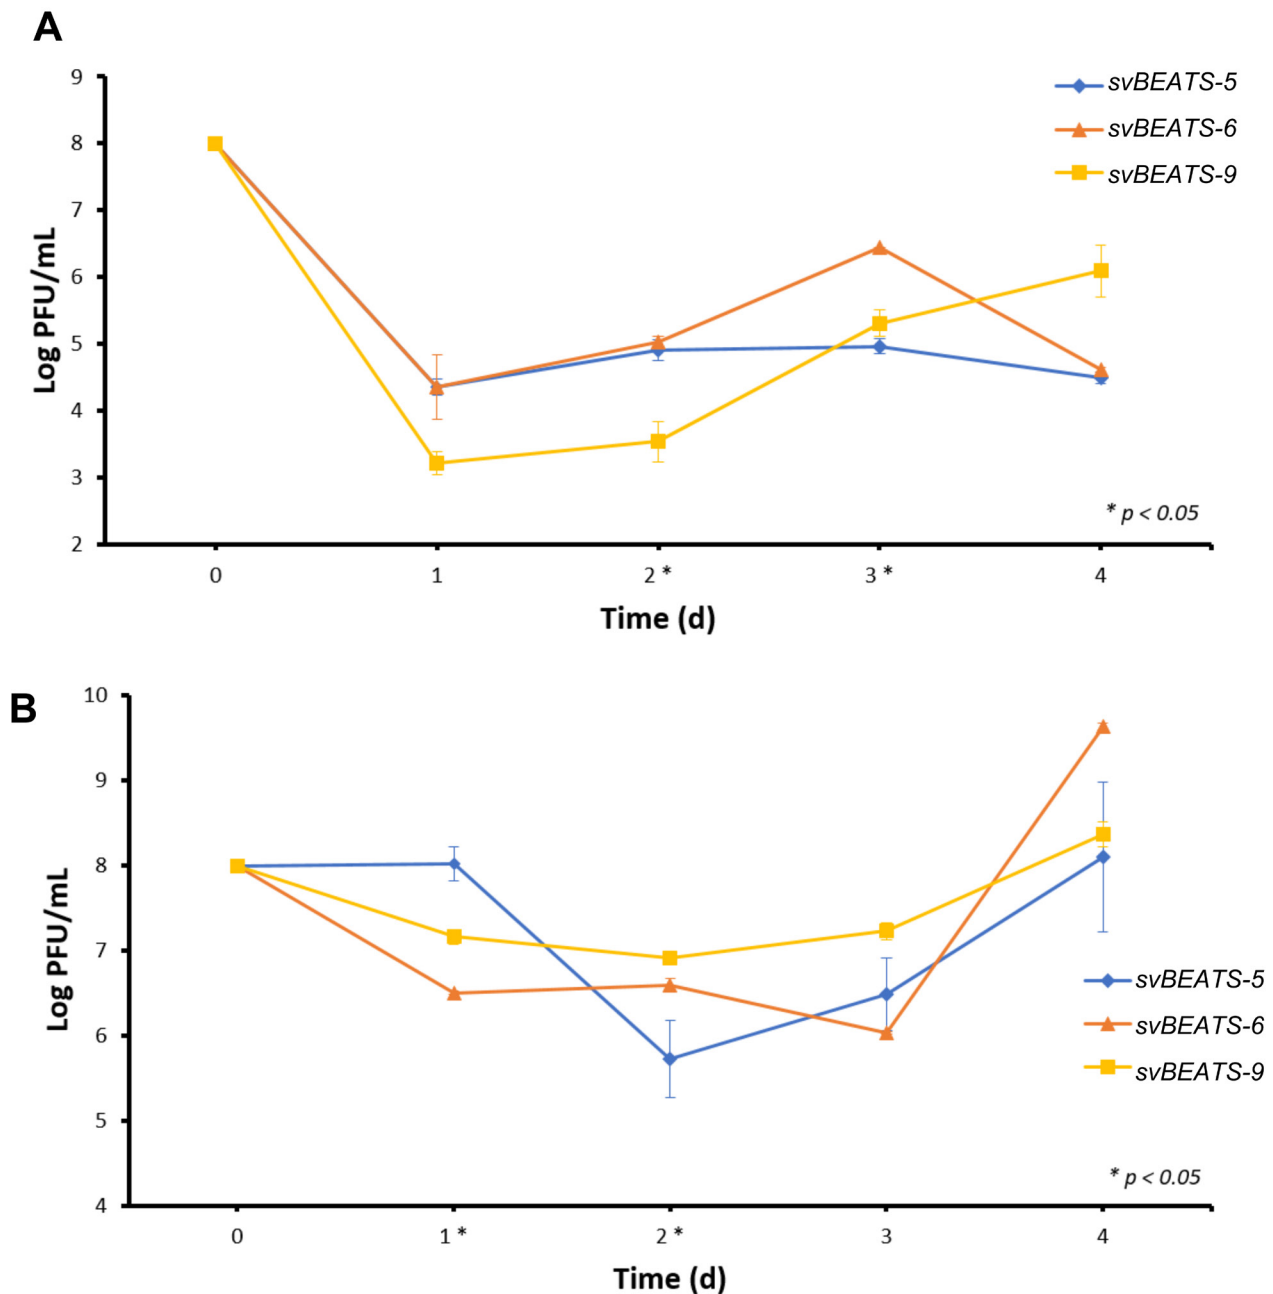 A
9
8
7
6
5
4
3
2
Log PFU/mL
svBEATS-5
svBEATS-6
svBEATS-9
* p < 0.05
0 1 2 * 3 * 4
Time (d)
B
10
9
8
7
6
5
4
Log PFU/mL
svBEATS-5
svBEATS-6
svBEATS-9
* p < 0.05
0 1 * 2 * 3 4
Time (d)